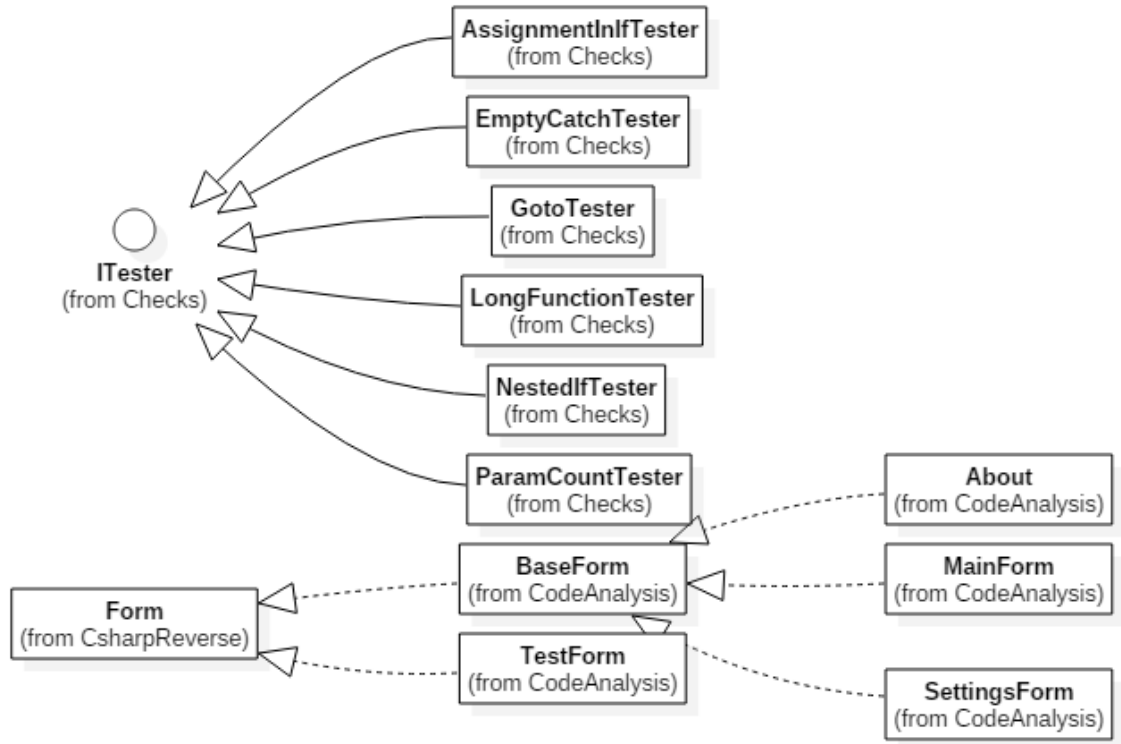 AssignmentInIfTester
(from Checks)
EmptyCatchTester
(from Checks)
GotoTester
(from Checks)
ITester
(from Checks)
LongFunctionTester
(from Checks)
NestedIfTester
(from Checks)
ParamCountTester
(from Checks)
About
(from CodeAnalysis)
BaseForm
(from CodeAnalysis)
MainForm
(from CodeAnalysis)
Form
(from CsharpReverse)
TestForm
(from CodeAnalysis)
SettingsForm
(from CodeAnalysis)